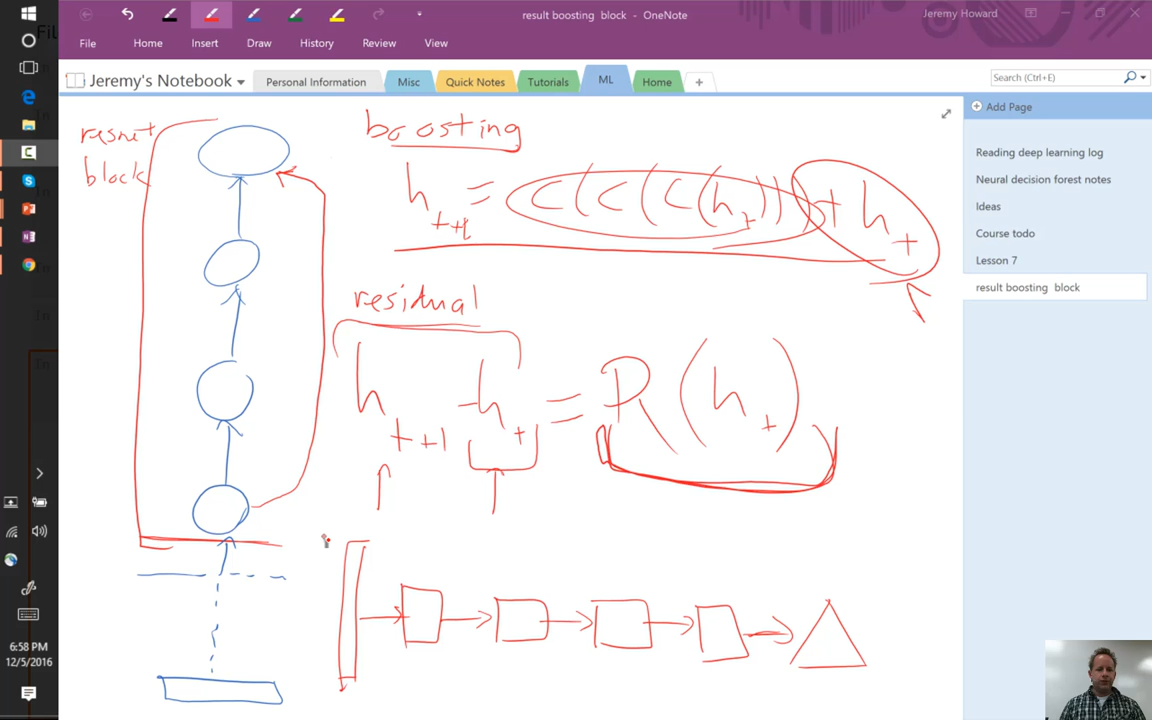 result boosting block - OneNote
Jeremy Howard
File Home Insert Draw History Review View
Jeremy's Notebook
Personal Information Misc Quick Notes Tutorials ML Home +
Search (Ctrl+E)
Add Page
Reading deep learning log
Neural decision forest notes
Ideas
Course todo
Lesson 7
result boosting block
resnet
block
boosting
h t+1 = C(C(C(h t))) + h t
residual
h t+1 - h t = R(h t)
6:58 PM
12/5/2016